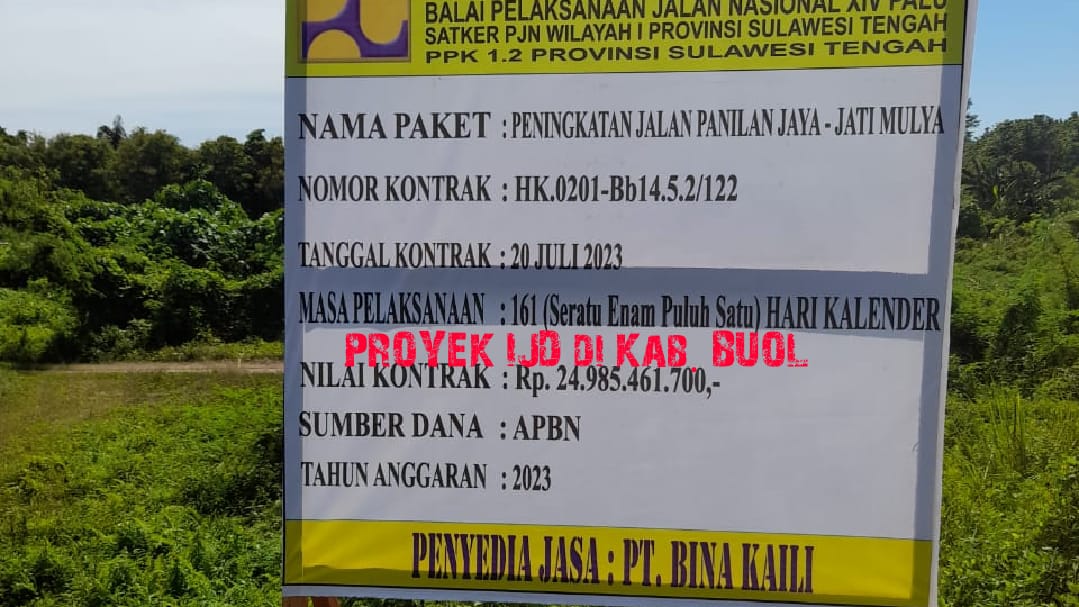 BALAI PELAKSANAAN JALAN NASIONAL XIV PALU
SATKER PJN WILAYAH I PROVINSI SULAWESI TENGAH
PPK 1.2 PROVINSI SULAWESI TENGAH
NAMA PAKET : PENINGKATAN JALAN PANILAN JAYA - JATI MULYA
NOMOR KONTRAK : HK.0201-Bb14.5.2/122
TANGGAL KONTRAK : 20 JULI 2023
MASA PELAKSANAAN : 161 (Seratu Enam Puluh Satu) HARI KALENDER
PROYEK IJD DI KAB. BUOL
NILAI KONTRAK : Rp. 24.985.461.700,-
SUMBER DANA : APBN
TAHUN ANGGARAN : 2023
PENYEDIA JASA : PT. BINA KAILI